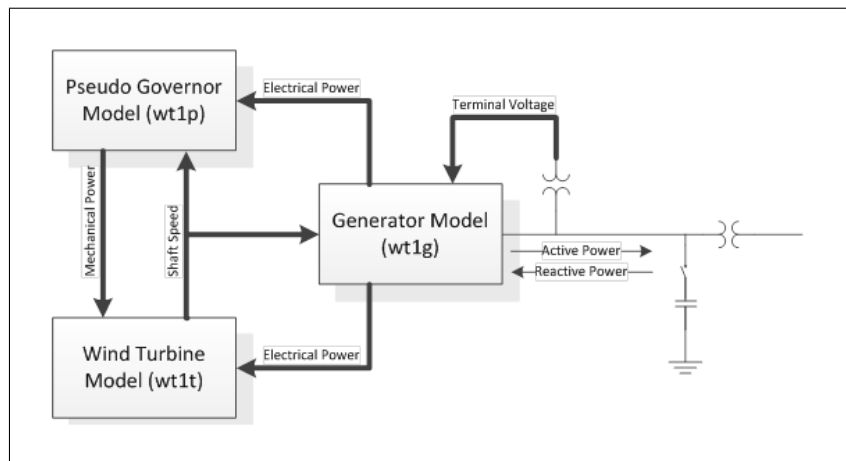 Pseudo Governor
Model (wt1p)
Electrical Power
Terminal Voltage
Mechanical Power
Shaft Speed
Generator Model
(wt1g)
Active Power
Reactive Power
Wind Turbine
Model (wt1t)
Electrical Power